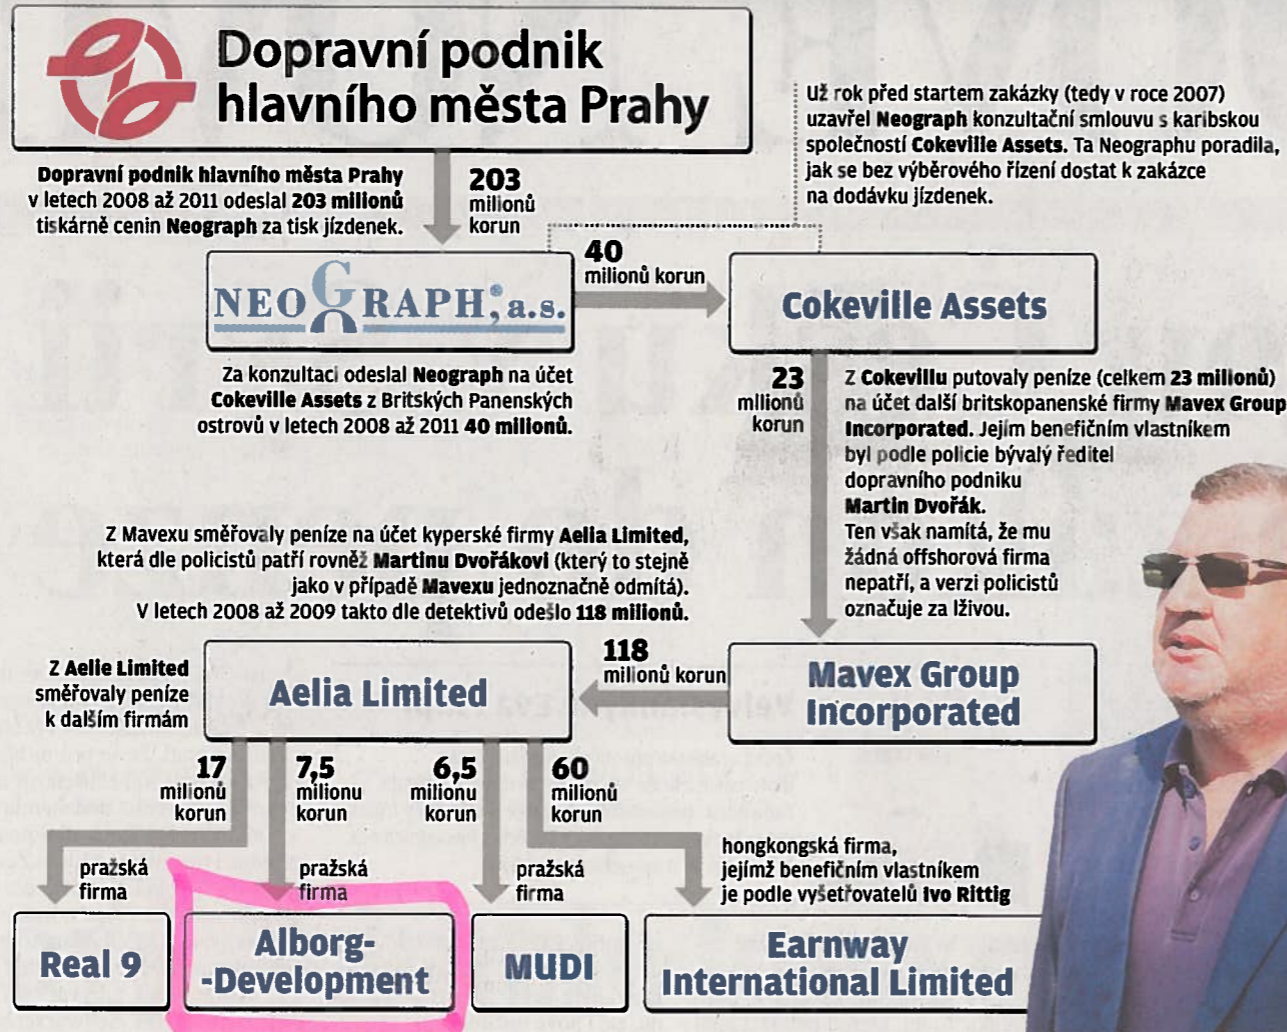 Dopravní podnik
hlavního města Prahy
Už rok před startem zakázky (tedy v roce 2007)
uzavřel Neograph konzultační smlouvu s karibskou
společností Cokeville Assets. Ta Neographu poradila,
jak se bez výběrového řízení dostat k zakázce
na dodávku jízdenek.
Dopravní podnik hlavního města Prahy
v letech 2008 až 2011 odeslal 203 milionů
tiskárně cenin Neograph za tisk jízdenek.
203
milionů
korun
NEOGRAPH, a.s.
40
milionů korun
Cokeville Assets
Za konzultaci odeslal Neograph na účet
Cokeville Assets z Britských Panenských
ostrovů v letech 2008 až 2011 40 milionů.
23
milionů
korun
Z Cokevillu putovaly peníze (celkem 23 milionů)
na účet další britskopanenské firmy Mavex Group
Incorporated. Jejím benefičním vlastníkem
byl podle policie bývalý ředitel
dopravního podniku
Martin Dvořák.
Ten však namítá, že mu
žádná offshorová firma
nepatří, a verzi policistů
označuje za lživou.
Z Mavexu směřovaly peníze na účet kyperské firmy Aelia Limited,
která dle policistů patří rovněž Martinu Dvořákovi (který to stejně
jako v případě Mavexu jednoznačně odmítá).
V letech 2008 až 2009 takto dle detektivů odešlo 118 milionů.
Z Aelie Limited
směřovaly peníze
k dalším firmám
Aelia Limited
118
milionů korun
Mavex Group
Incorporated
17
milionů
korun
7,5
milionu
korun
6,5
milionu
korun
60
milionů
korun
pražská
firma
pražská
firma
pražská
firma
hongkongská firma,
jejímž benefičním vlastníkem
je podle vyšetřovatelů Ivo Rittig
Real 9
Alborg-
-Development
MUDI
Earnway
International Limited